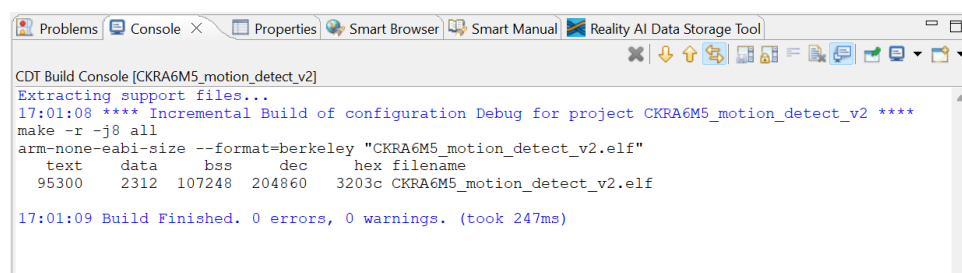 Problems Console Properties Smart Browser Smart Manual Reality AI Data Storage Tool
CDT Build Console [CKRA6M5_motion_detect_v2]
Extracting support files...
17:01:08 **** Incremental Build of configuration Debug for project CKRA6M5_motion_detect_v2 ****
make -r -j8 all
arm-none-eabi-size --format=berkeley "CKRA6M5_motion_detect_v2.elf"
   text    data     bss     dec     hex filename
  95300    2312  107248  204860   3203c CKRA6M5_motion_detect_v2.elf
17:01:09 Build Finished. 0 errors, 0 warnings. (took 247ms)